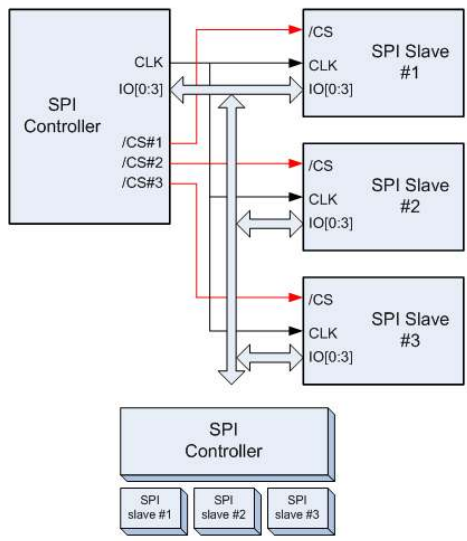 SPI
Controller
CLK
IO[0:3]
/CS#1
/CS#2
/CS#3
/CS
CLK
IO[0:3]
SPI Slave
#1
/CS
CLK
IO[0:3]
SPI Slave
#2
/CS
CLK
IO[0:3]
SPI Slave
#3
SPI
Controller
SPI
slave #1
SPI
slave #2
SPI
slave #3